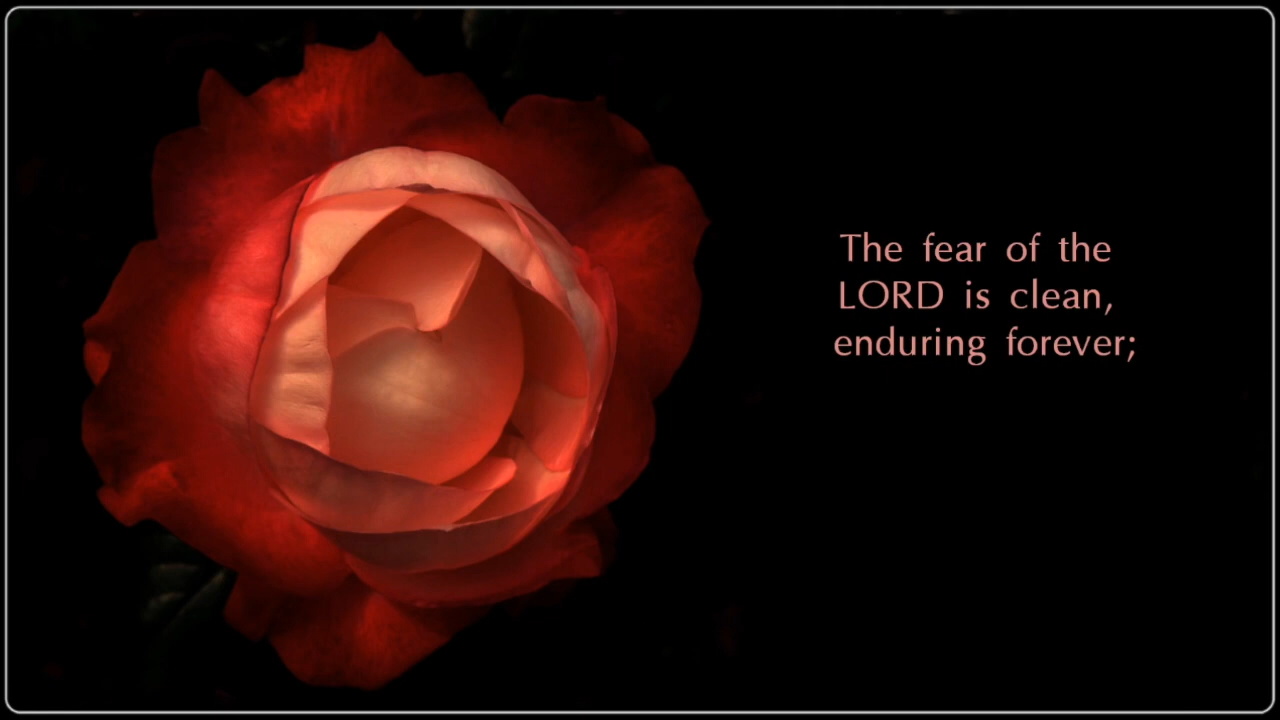 The fear of the
LORD is clean,
enduring forever;